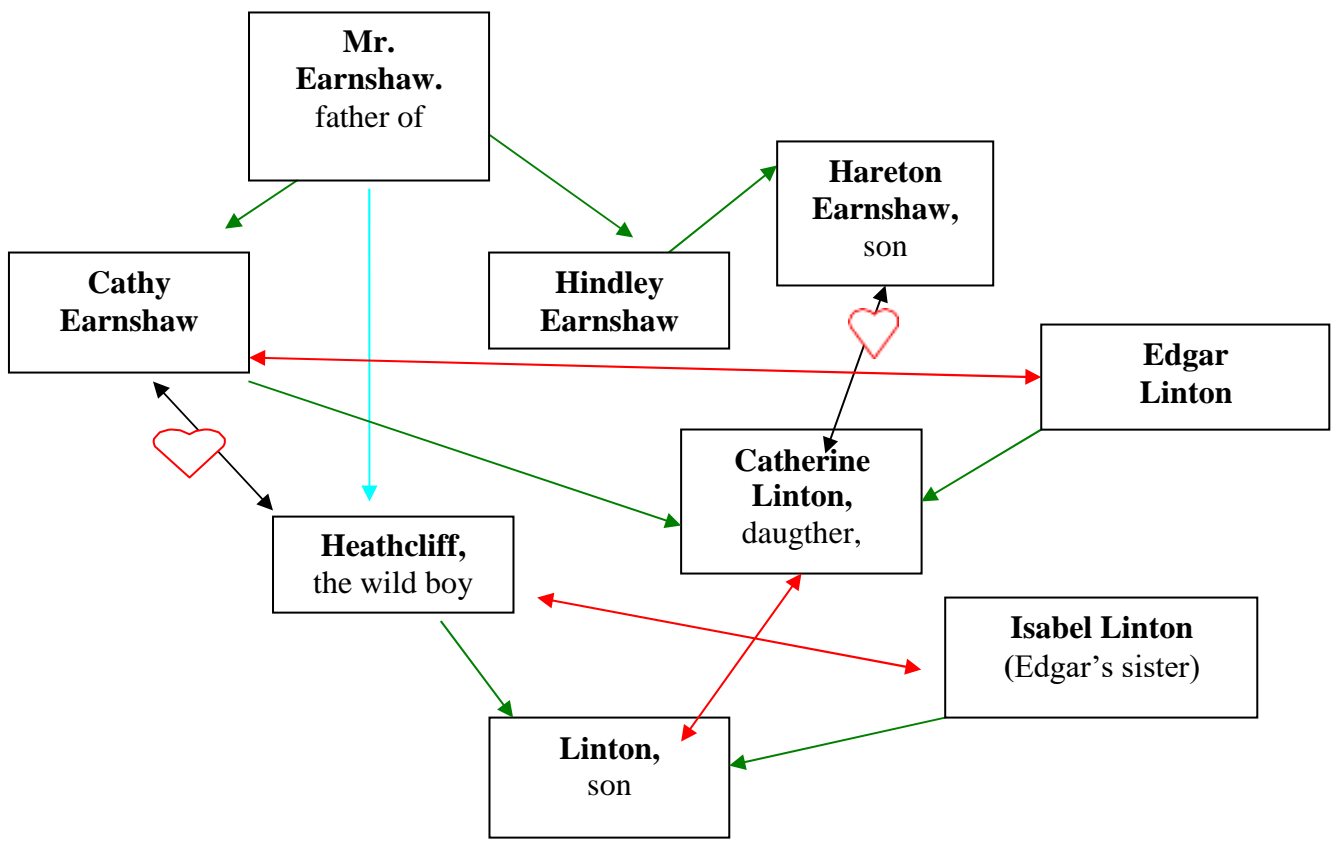 Mr.
Earnshaw.
father of
Hareton
Earnshaw,
son
Cathy
Earnshaw
Hindley
Earnshaw
Edgar
Linton
Catherine
Linton,
daugther,
Heathcliff,
the wild boy
Isabel Linton
(Edgar’s sister)
Linton,
son